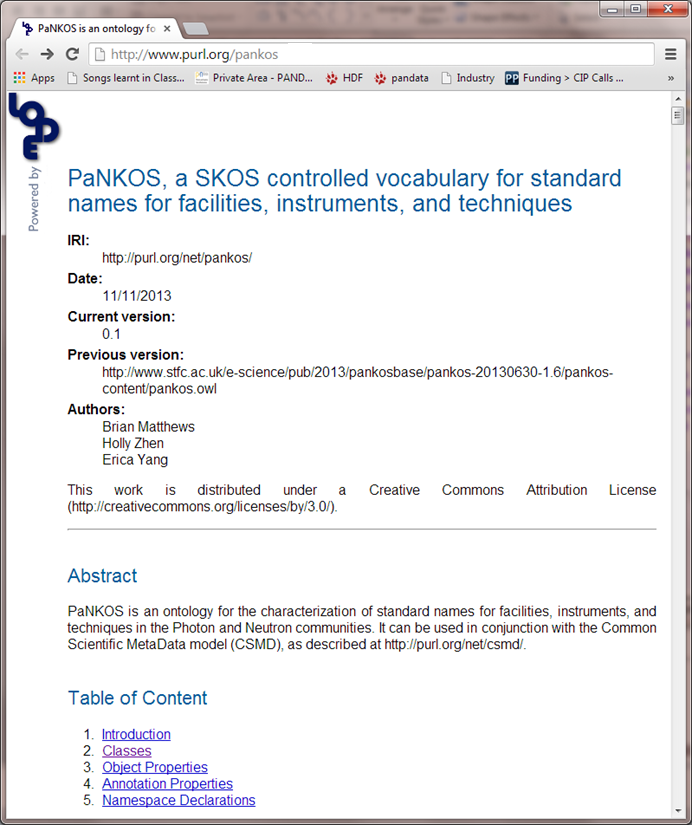 PaNKOS is an ontology fo
http://www.purl.org/pankos
Apps Songs learnt in Class... Private Area - PAND... HDF pandata Industry PP Funding > CIP Calls ... »
LODE
Powered by
PaNKOS, a SKOS controlled vocabulary for standard
names for facilities, instruments, and techniques
IRI:
http://purl.org/net/pankos/
Date:
11/11/2013
Current version:
0.1
Previous version:
http://www.stfc.ac.uk/e-science/pub/2013/pankosbase/pankos-20130630-1.6/pankos-
content/pankos.owl
Authors:
Brian Matthews
Holly Zhen
Erica Yang
This work is distributed under a Creative Commons Attribution License
(http://creativecommons.org/licenses/by/3.0/).
Abstract
PaNKOS is an ontology for the characterization of standard names for facilities, instruments, and
techniques in the Photon and Neutron communities. It can be used in conjunction with the Common
Scientific MetaData model (CSMD), as described at http://purl.org/net/csmd/.
Table of Content
1. Introduction
2. Classes
3. Object Properties
4. Annotation Properties
5. Namespace Declarations